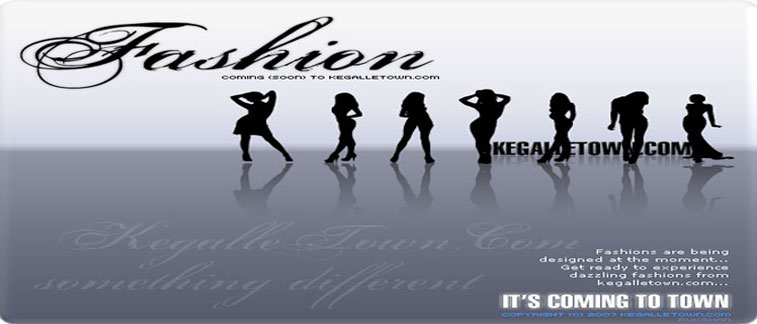 Fashion
COMING (SOON) TO KEGALLETOWN.COM
KEGALLETOWN.COM
KegalleTown.Com
something different
Fashions are being
designed at the moment...
Get ready to experience
dazzling fashions from
kegalletown.com...
IT'S COMING TO TOWN
COPYRIGHT (C) 2007 KEGALLETOWN.COM